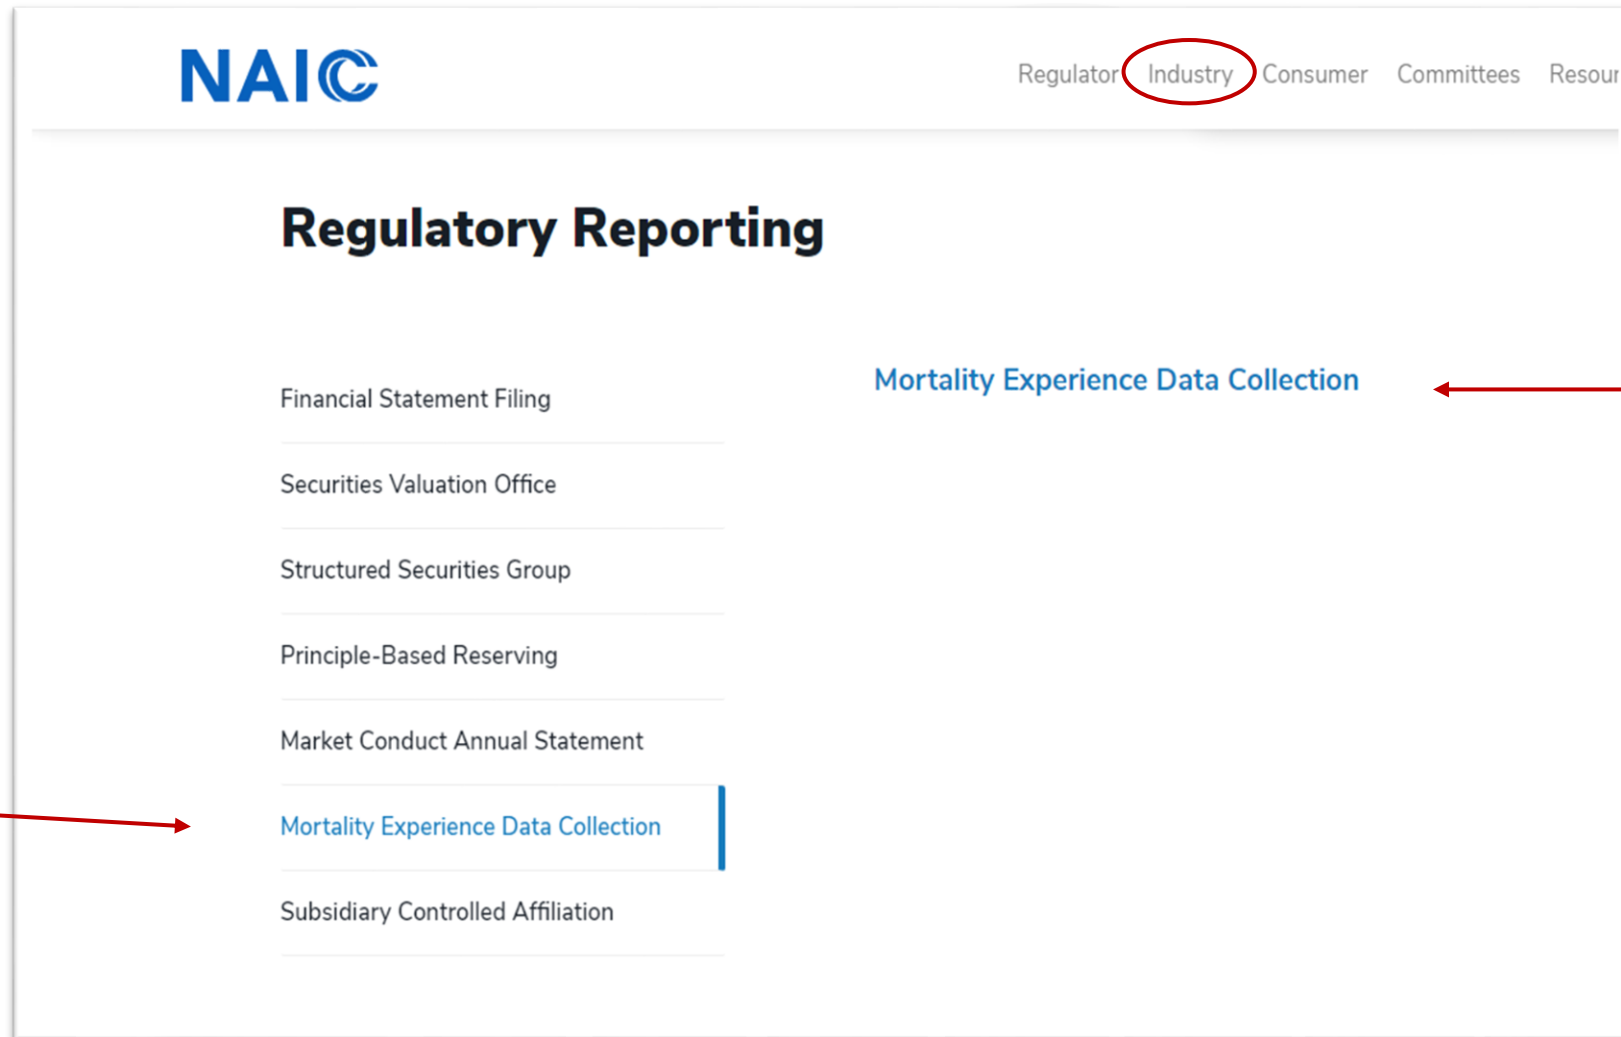 NAIC
Regulator Industry Consumer Committees
Regulatory Reporting
Mortality Experience Data Collection
Financial Statement Filing
Securities Valuation Office
Structured Securities Group
Principle-Based Reserving
Market Conduct Annual Statement
Mortality Experience Data Collection
Subsidiary Controlled Affiliation